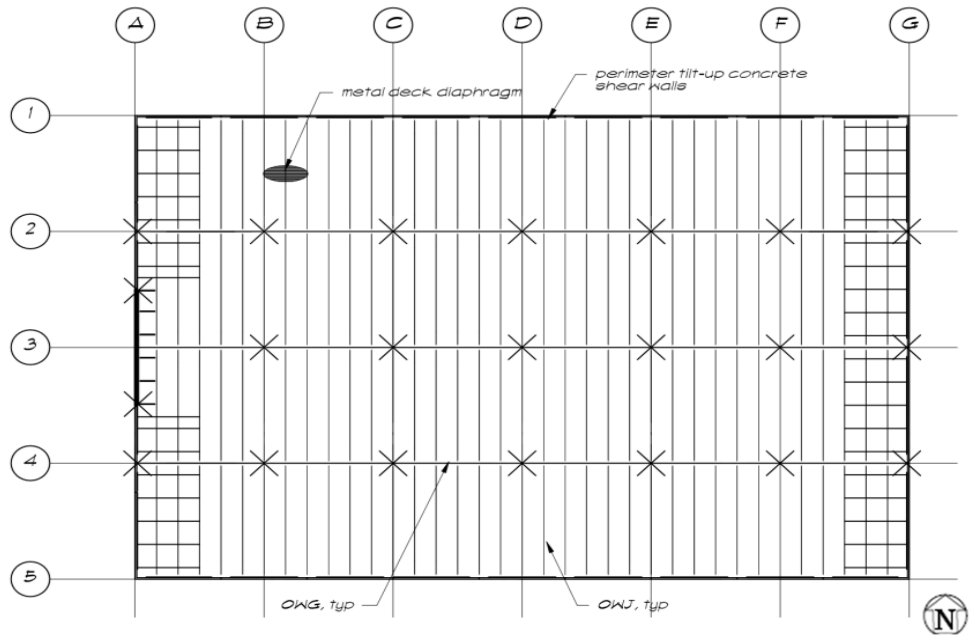 A
B
C
D
E
F
G
perimeter tilt-up concrete
shear walls
metal deck diaphragm
1
2
3
4
5
OWG, typ
OWJ, typ
N